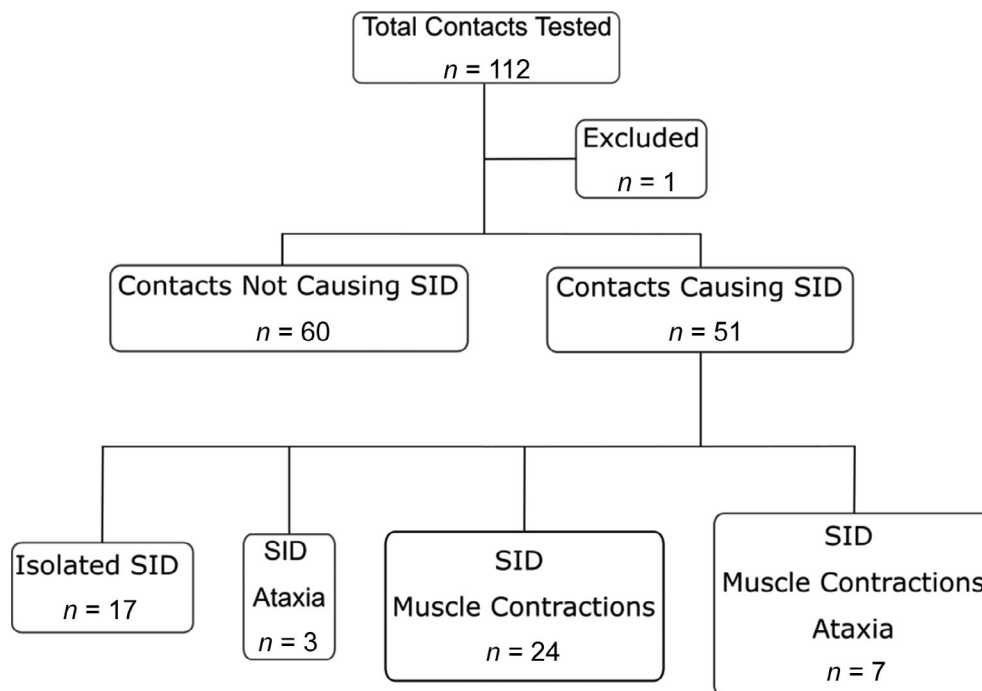 Total Contacts Tested
n = 112
Excluded
n = 1
Contacts Not Causing SID
n = 60
Contacts Causing SID
n = 51
Isolated SID
n = 17
SID
Ataxia
n = 3
SID
Muscle Contractions
n = 24
SID
Muscle Contractions
Ataxia
n = 7